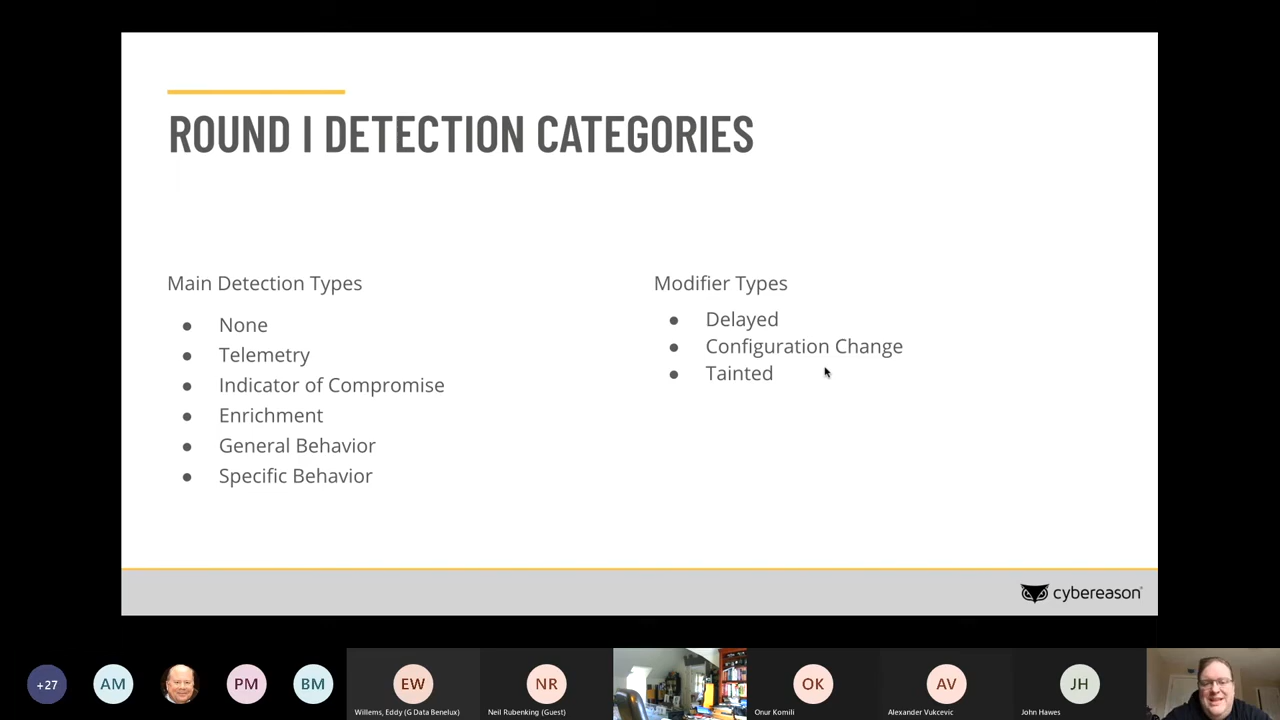 ROUND I DETECTION CATEGORIES
Main Detection Types
● None
● Telemetry
● Indicator of Compromise
● Enrichment
● General Behavior
● Specific Behavior
Modifier Types
● Delayed
● Configuration Change
● Tainted
cybereason
+27
AM
PM
BM
EW
Willems, Eddy (G Data Benelux)
NR
Neil Rubenking (Guest)
OK
Onur Komili
AV
Alexander Vukcevic
JH
John Hawes